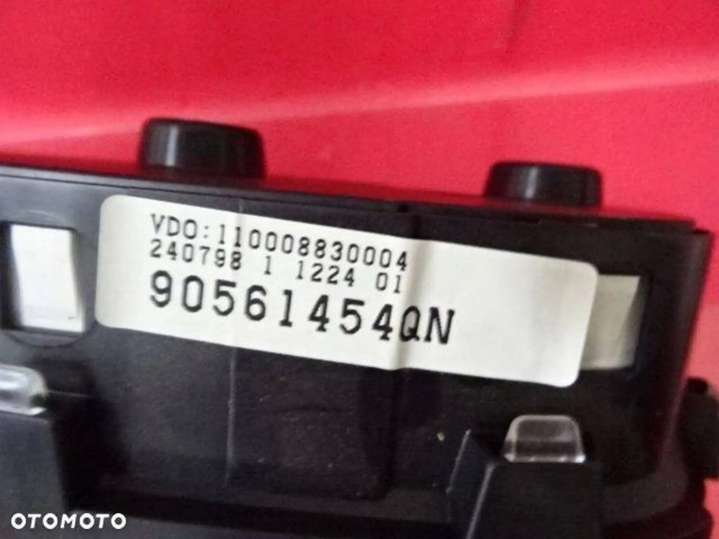 VDO:110008830004
240798 1 1224 01
90561454QN
OTOMOTO